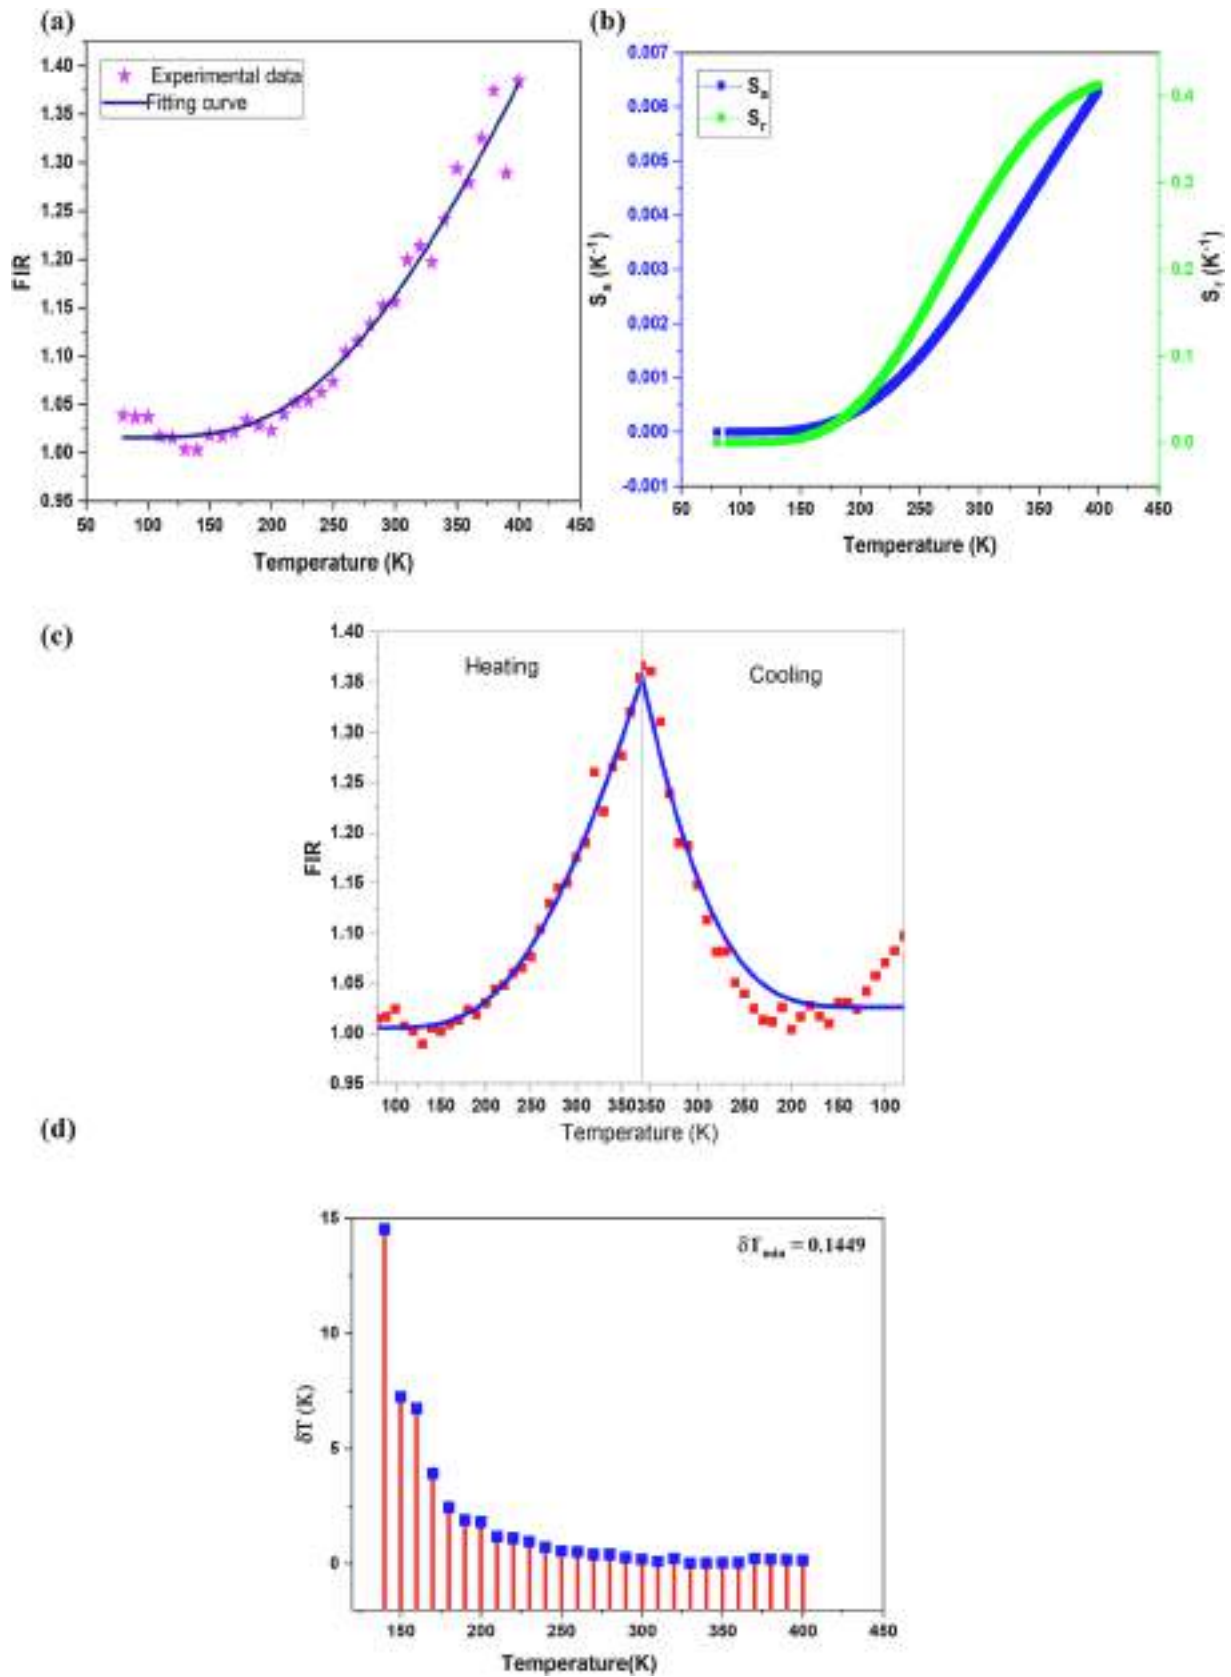 (a)
1.40
1.35
1.30
1.25
1.20
1.15
1.10
1.05
1.00
0.95
FIR
Experimental data
Fitting curve
50 100 150 200 250 300 350 400 450
Temperature (K)
(b)
0.007
0.006
0.005
0.004
0.003
0.002
0.001
0.000
-0.001
Sₐ (K⁻¹)
Sₐ
Sᵣ
0.4
0.3
0.2
0.1
0.0
Sᵣ (K⁻¹)
50 100 150 200 250 300 350 400 450
Temperature (K)
(c)
1.40
1.35
1.30
1.25
1.20
1.15
1.10
1.05
1.00
0.95
FIR
Heating
Cooling
100 150 200 250 300 350 350 300 250 200 150 100
Temperature (K)
(d)
15
10
5
0
δT (K)
δTₘᵢₙ = 0.1449
150 200 250 300 350 400 450
Temperature(K)